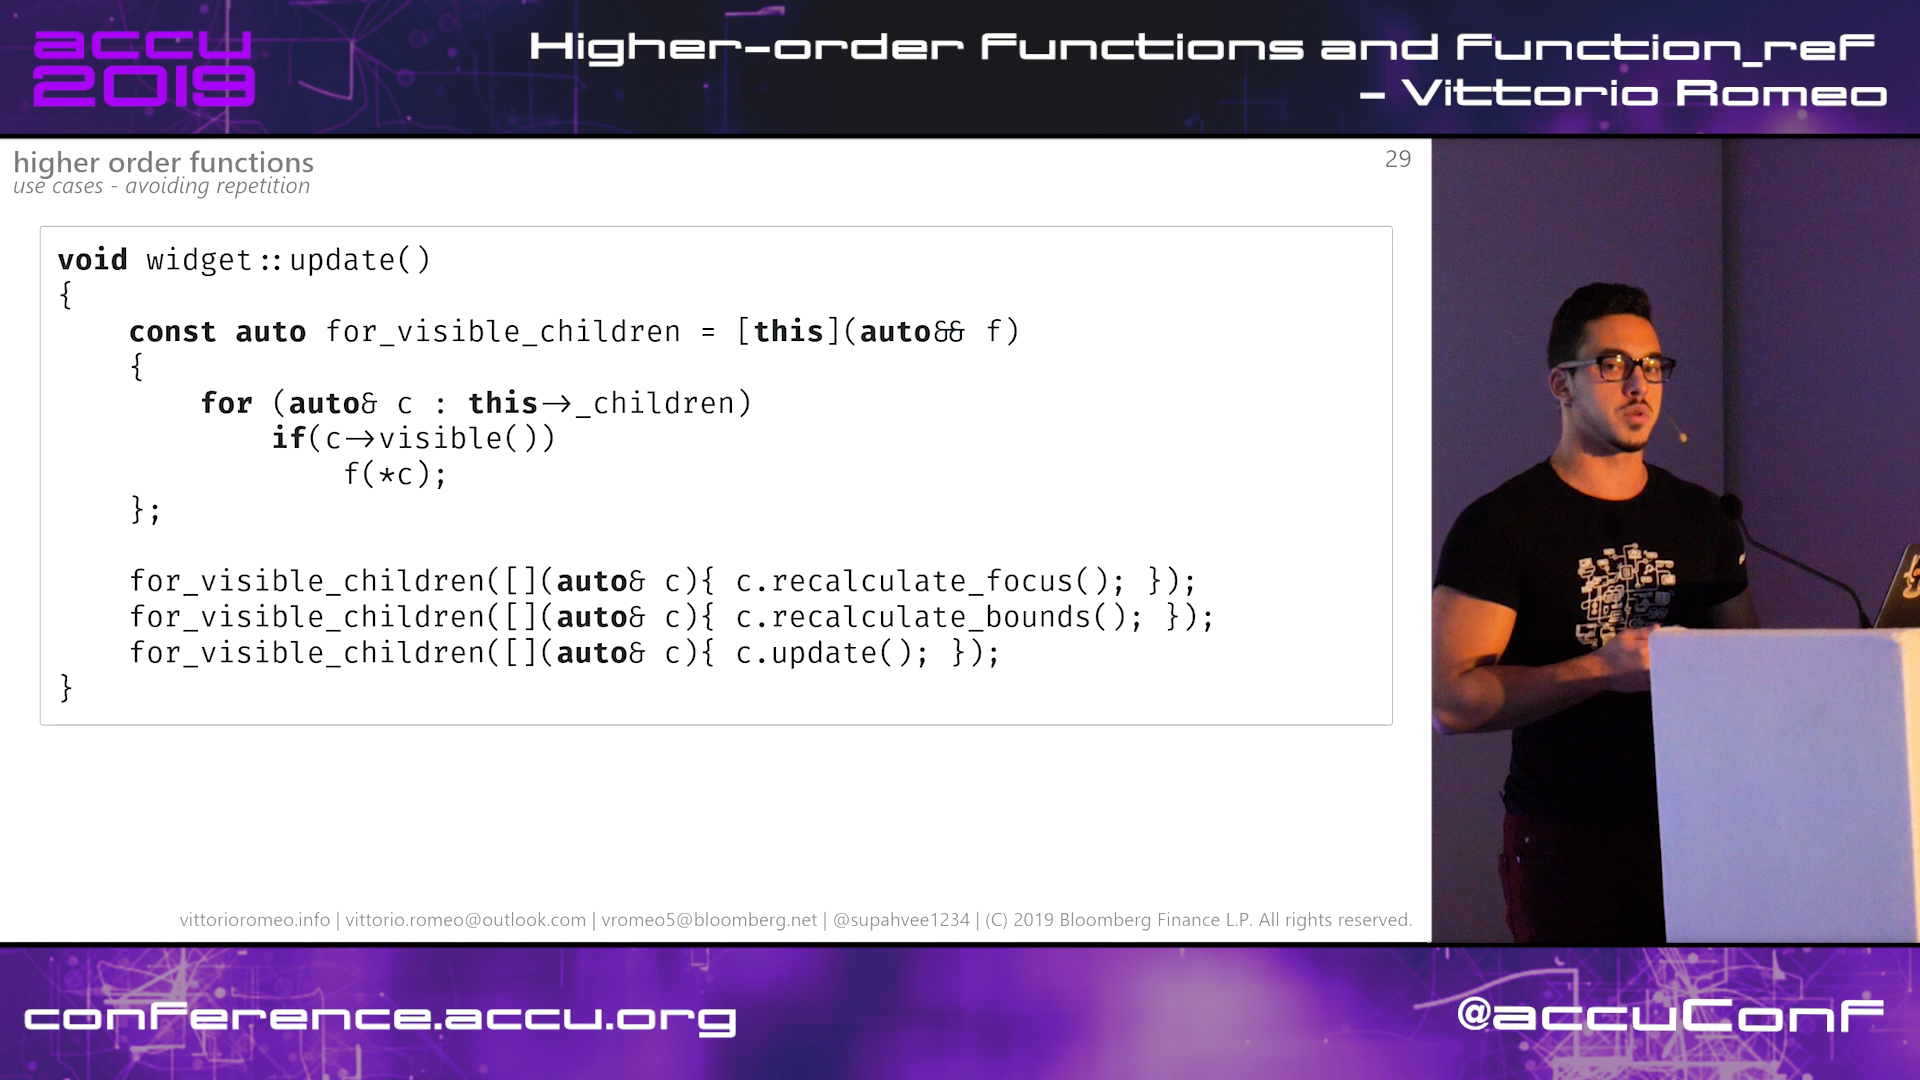 accu
2019
Higher-order Functions and Function_ref
- Vittorio Romeo
higher order functions
use cases - avoiding repetition
29
void widget::update()
{
    const auto for_visible_children = [this](auto&& f)
    {
        for (auto& c : this->_children)
            if(c->visible())
                f(*c);
    };
    for_visible_children([](auto& c){ c.recalculate_focus(); });
    for_visible_children([](auto& c){ c.recalculate_bounds(); });
    for_visible_children([](auto& c){ c.update(); });
}
vittorioromeo.info | vittorio.romeo@outlook.com | vromeo5@bloomberg.net | @supahvee1234 | (C) 2019 Bloomberg Finance L.P. All rights reserved.
conference.accu.org
@accuConf